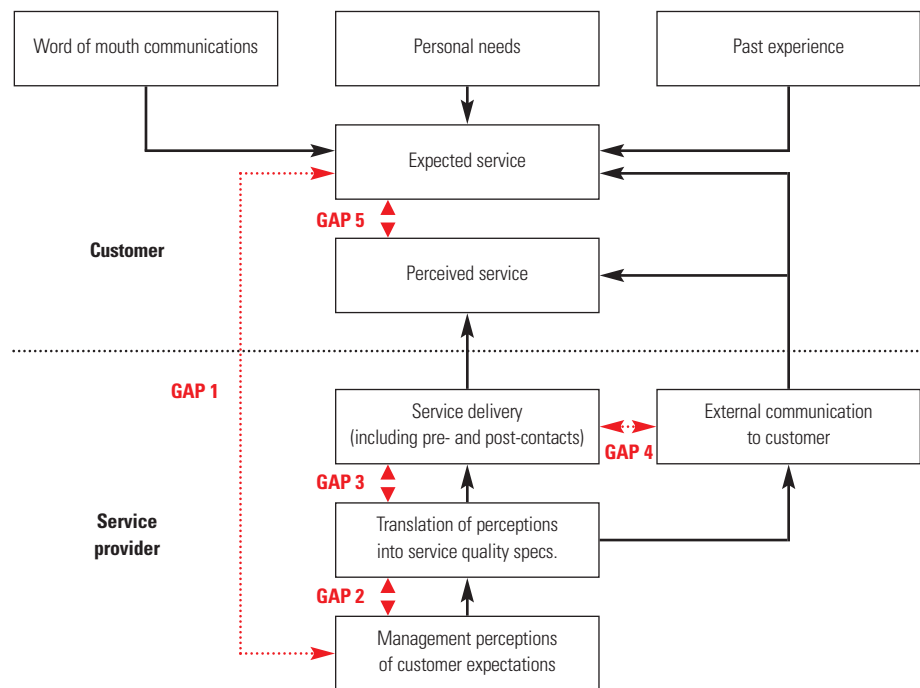 Word of mouth communications
Personal needs
Past experience
Expected service
GAP 5
Customer
Perceived service
GAP 1
Service delivery
(including pre- and post-contacts)
External communication
to customer
GAP 4
GAP 3
Service
provider
Translation of perceptions
into service quality specs.
GAP 2
Management perceptions
of customer expectations